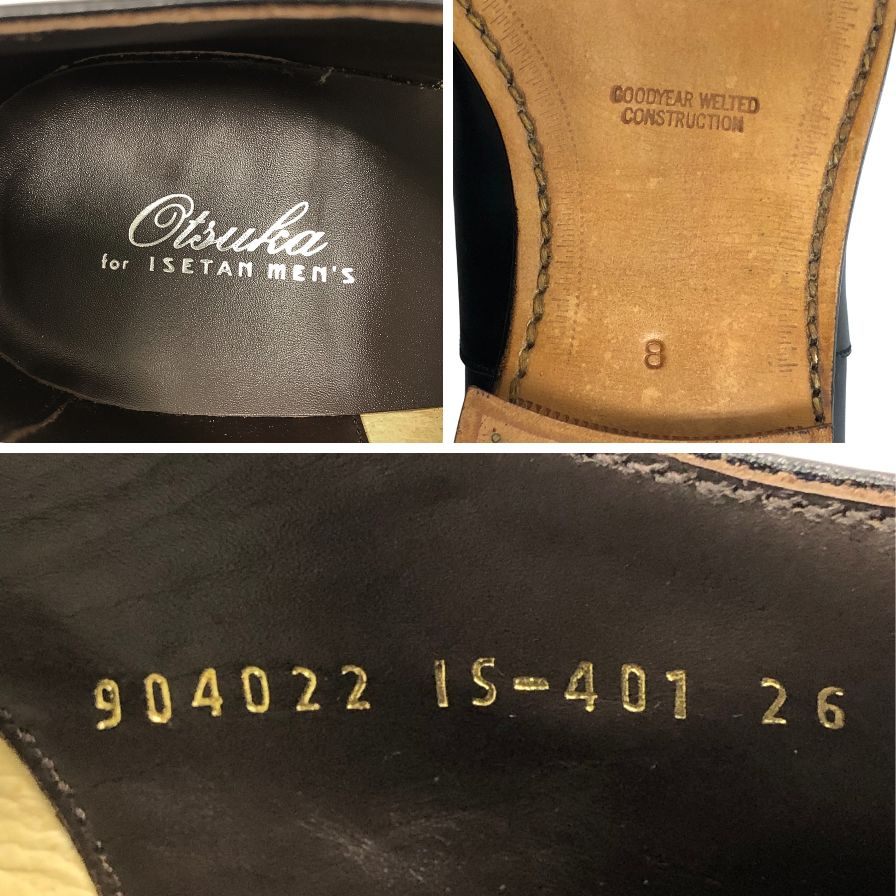 Otsuka
for ISETAN MEN'S
GOODYEAR WELTED
CONSTRUCTION
8
904022 IS-401 26